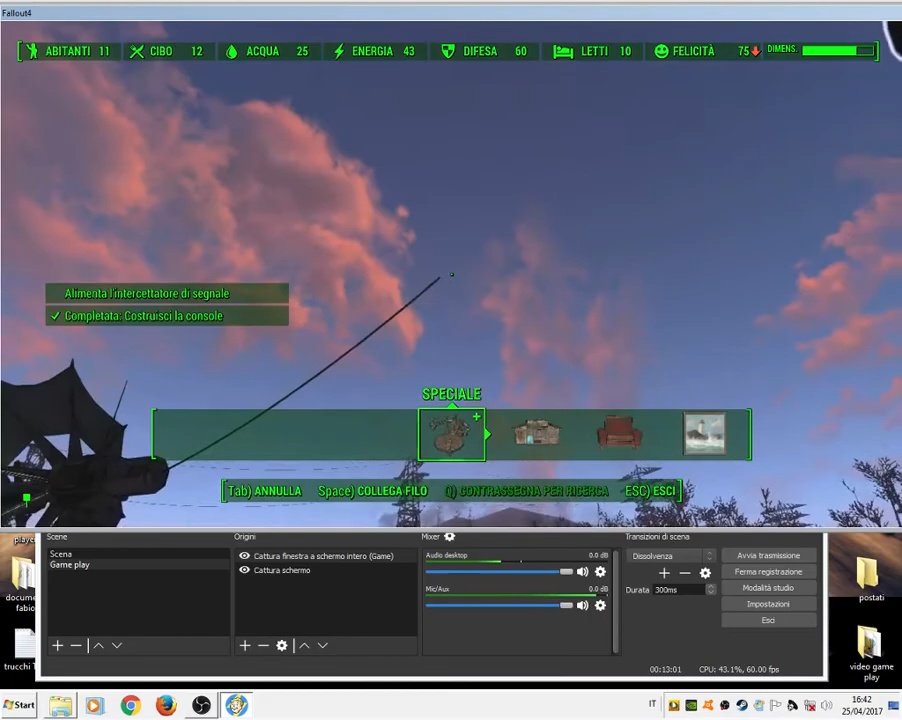 Fallout4
ABITANTI 11 CIBO 12 ACQUA 25 ENERGIA 43 DIFESA 60 LETTI 10 FELICITÀ 75 DIMENS.
Alimenta l'intercettatore di segnale
Completata: Costruisci la console
SPECIALE
Tab) ANNULLA Space) COLLEGA FILO CONTRASSEGNA PER RICERCA ESC) ESCI
Scene Origini Mixer Transizioni di scena
Scena
Game play
Cattura finestra a schermo intero (Game)
Cattura schermo
Audio desktop 0.0 dB
Mic/Aux 0.0 dB
Dissolvenza
Durata 300ms
Avvia trasmissione
Ferma registrazione
Modalità studio
Impostazioni
Esci
00:13:01 CPU: 43.1%, 60.00 fps
player
docume
fabio
trucchi
postati
video game
play
Start IT 16:42
25/04/2017